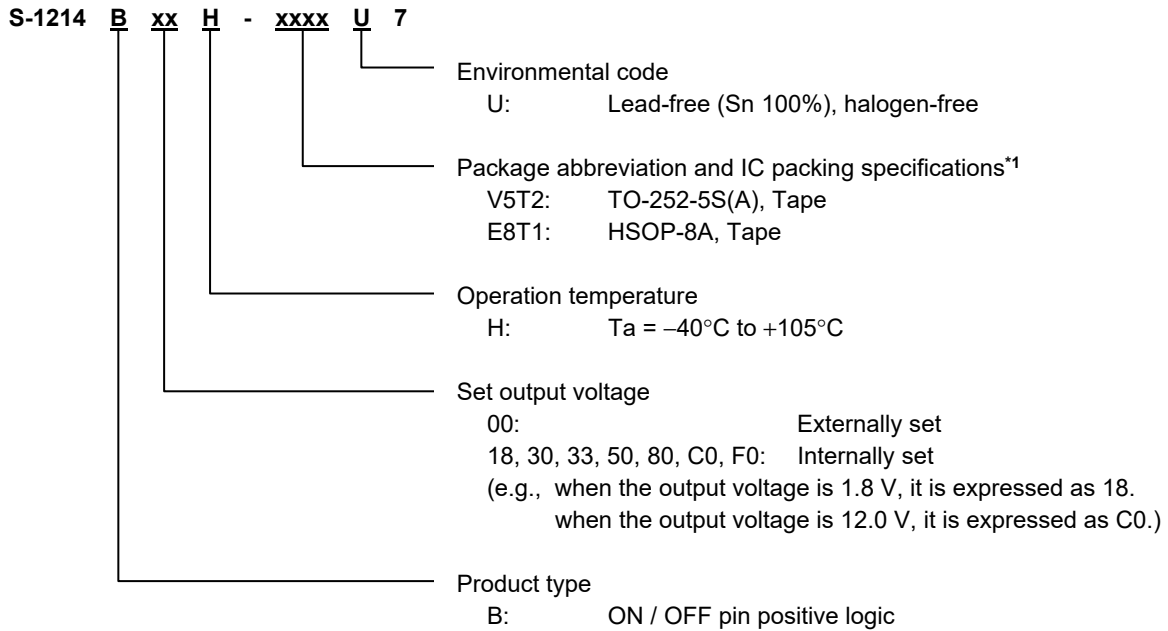 S-1214 B xx H - xxxx U 7
Environmental code
U: Lead-free (Sn 100%), halogen-free
Package abbreviation and IC packing specifications*1
V5T2: TO-252-5S(A), Tape
E8T1: HSOP-8A, Tape
Operation temperature
H: Ta = −40°C to +105°C
Set output voltage
00: Externally set
18, 30, 33, 50, 80, C0, F0: Internally set
(e.g., when the output voltage is 1.8 V, it is expressed as 18.
when the output voltage is 12.0 V, it is expressed as C0.)
Product type
B: ON / OFF pin positive logic